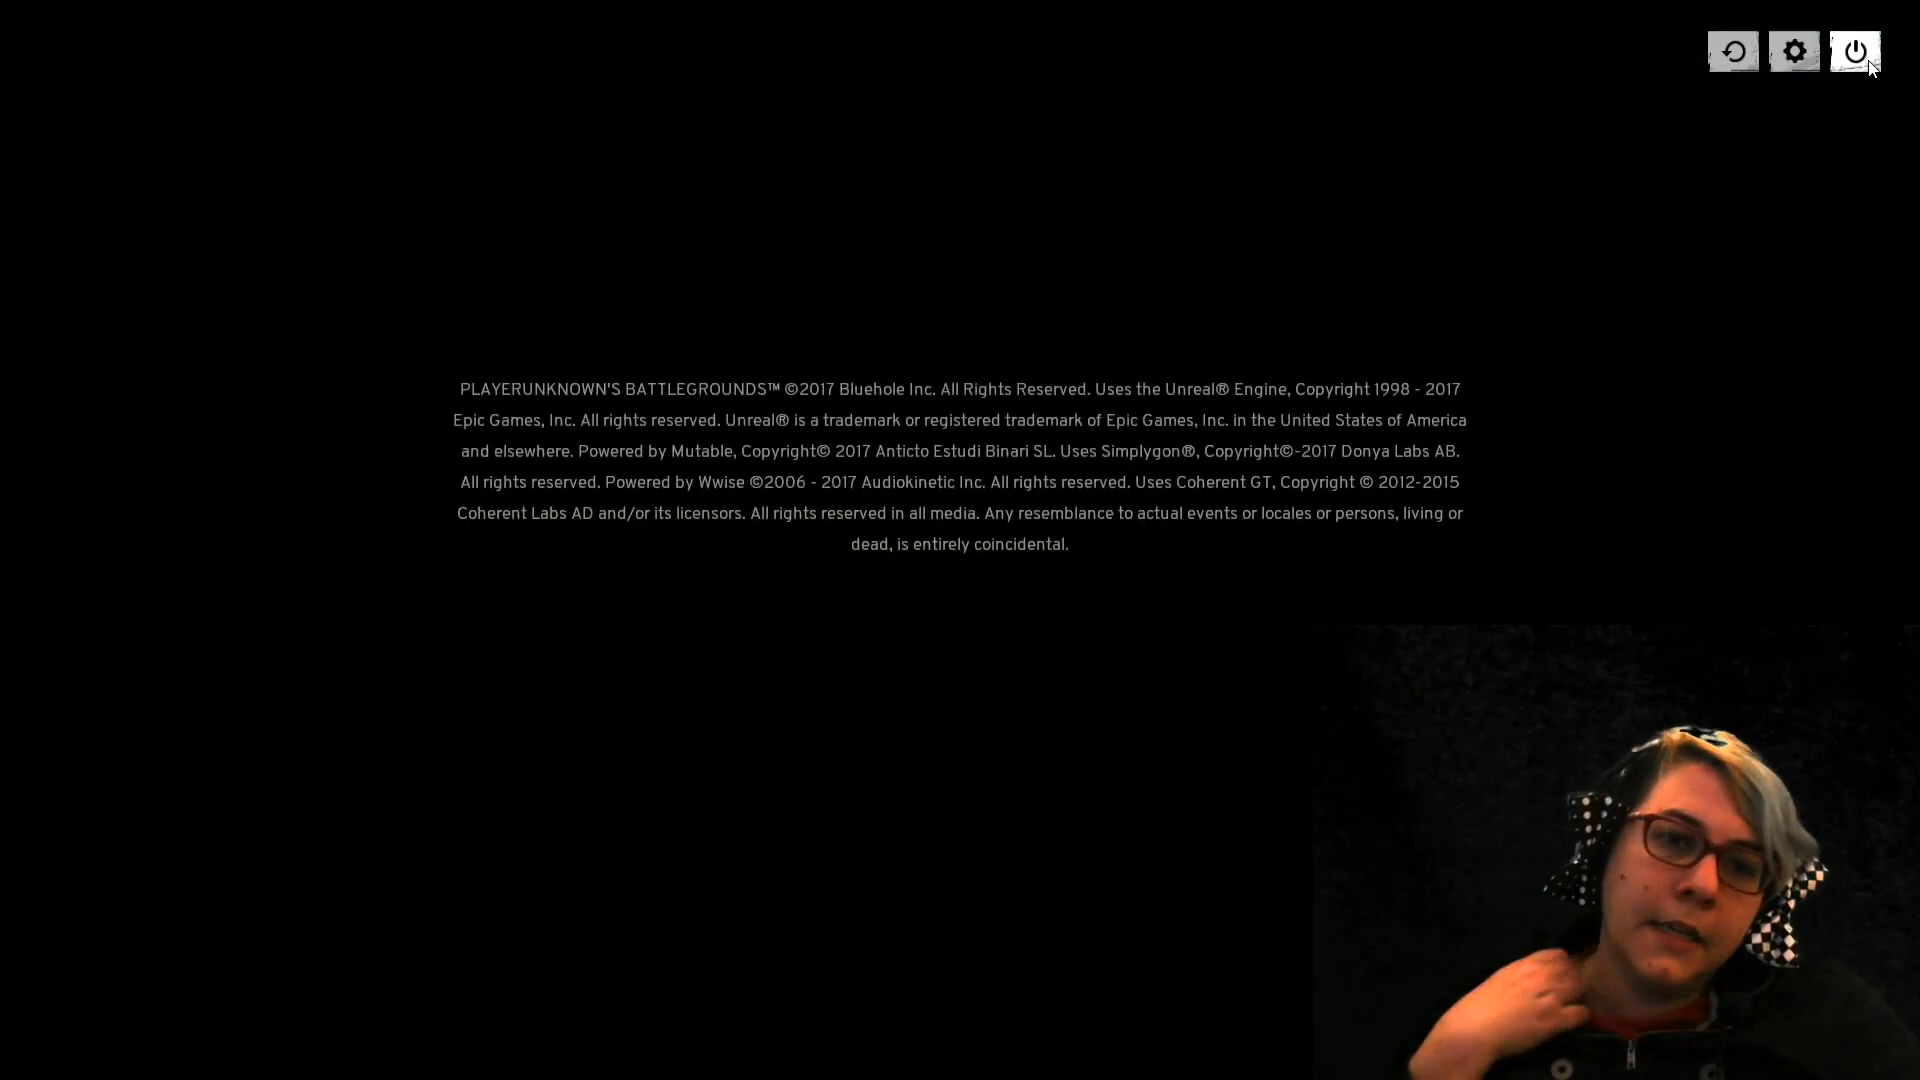 PLAYERUNKNOWN'S BATTLEGROUNDS™ ©2017 Bluehole Inc. All Rights Reserved. Uses the Unreal® Engine, Copyright 1998 - 2017
Epic Games, Inc. All rights reserved. Unreal® is a trademark or registered trademark of Epic Games, Inc. in the United States of America
and elsewhere. Powered by Mutable, Copyright© 2017 Anticto Estudi Binari SL. Uses Simplygon®, Copyright©-2017 Donya Labs AB.
All rights reserved. Powered by Wwise ©2006 - 2017 Audiokinetic Inc. All rights reserved. Uses Coherent GT, Copyright © 2012-2015
Coherent Labs AD and/or its licensors. All rights reserved in all media. Any resemblance to actual events or locales or persons, living or
dead, is entirely coincidental.